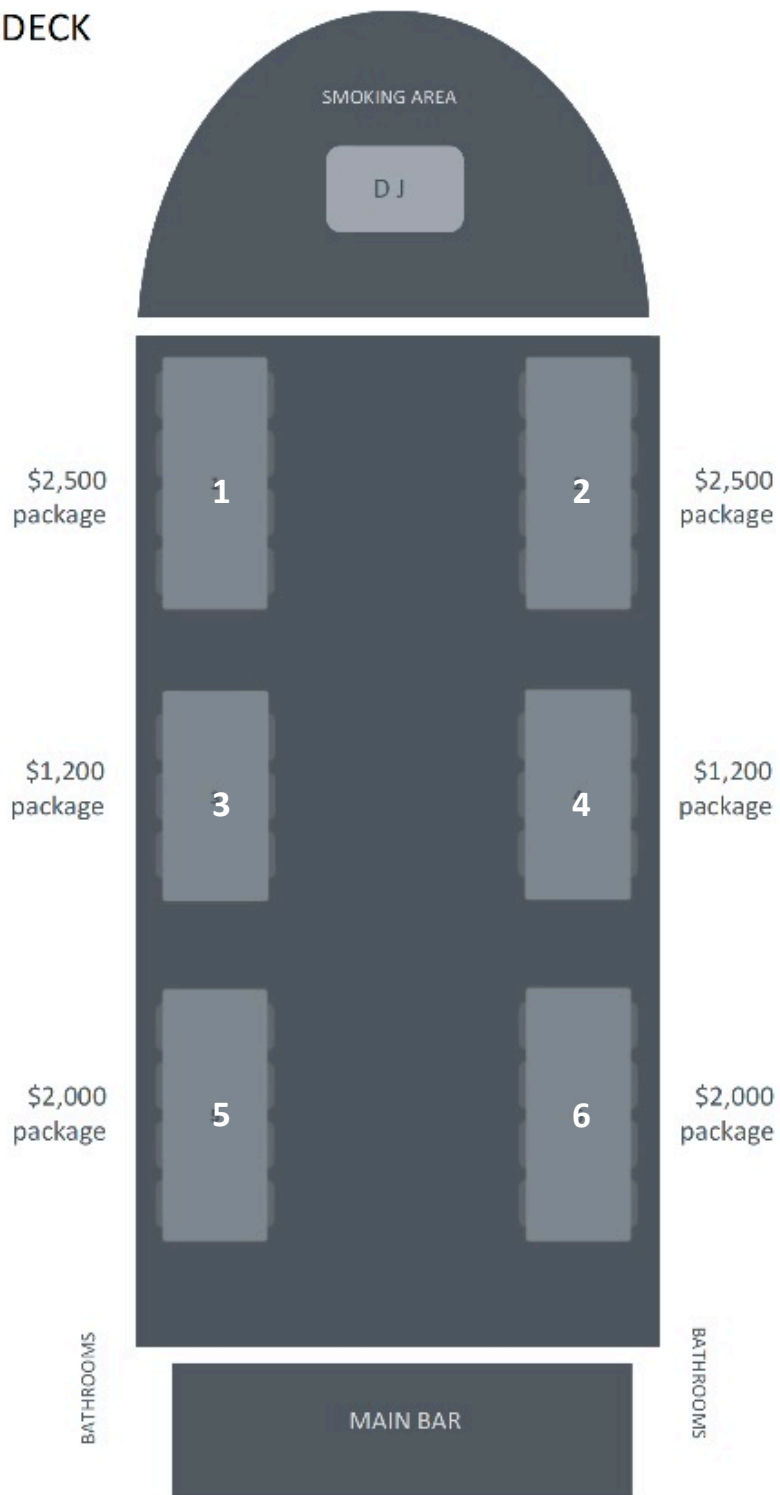 DECK
SMOKING AREA
DJ
1
2
$2,500
package
$2,500
package
3
4
$1,200
package
$1,200
package
5
6
$2,000
package
$2,000
package
BATHROOMS
BATHROOMS
MAIN BAR